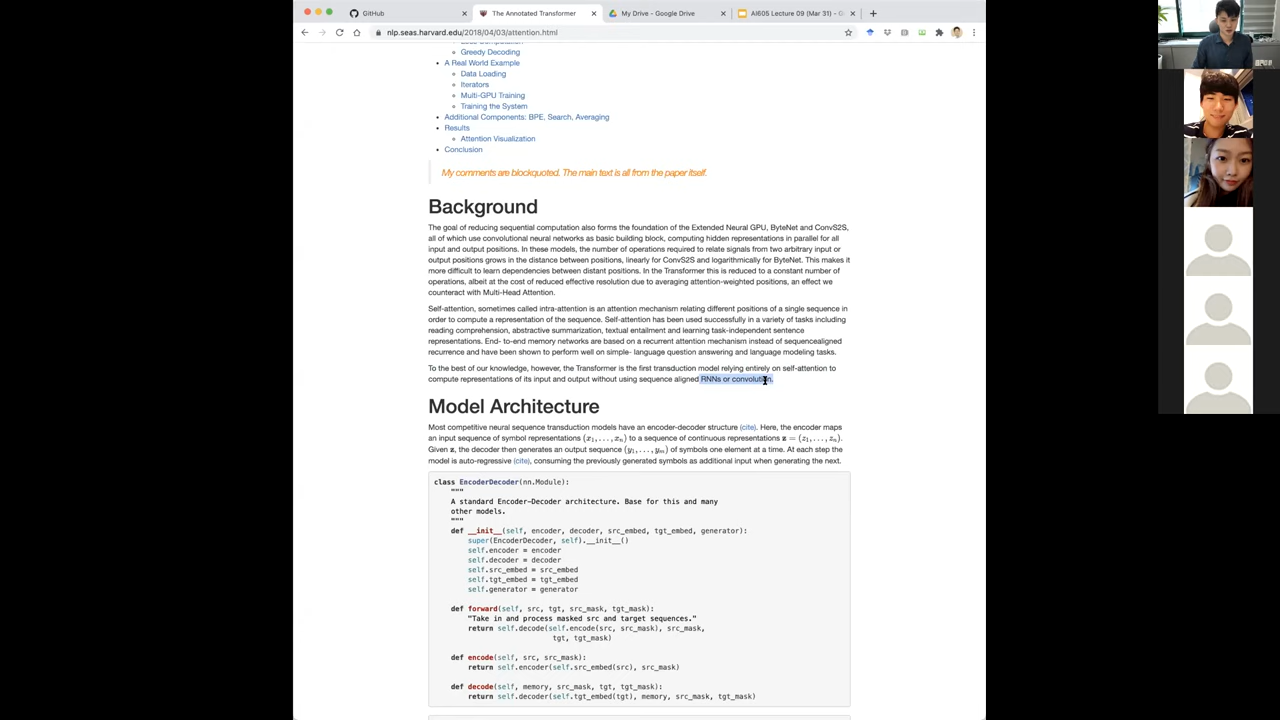 GitHub
The Annotated Transformer
My Drive - Google Drive
AI605 Lecture 09 (Mar 31) - G
nlp.seas.harvard.edu/2018/04/03/attention.html
Greedy Decoding
A Real World Example
Data Loading
Iterators
Multi-GPU Training
Training the System
Additional Components: BPE, Search, Averaging
Results
Attention Visualization
Conclusion
My comments are blockquoted. The main text is all from the paper itself.
Background
The goal of reducing sequential computation also forms the foundation of the Extended Neural GPU, ByteNet and ConvS2S,
all of which use convolutional neural networks as basic building block, computing hidden representations in parallel for all
input and output positions. In these models, the number of operations required to relate signals from two arbitrary input or
output positions grows in the distance between positions, linearly for ConvS2S and logarithmically for ByteNet. This makes it
more difficult to learn dependencies between distant positions. In the Transformer this is reduced to a constant number of
operations, albeit at the cost of reduced effective resolution due to averaging attention-weighted positions, an effect we
counteract with Multi-Head Attention.
Self-attention, sometimes called intra-attention is an attention mechanism relating different positions of a single sequence in
order to compute a representation of the sequence. Self-attention has been used successfully in a variety of tasks including
reading comprehension, abstractive summarization, textual entailment and learning task-independent sentence
representations. End- to-end memory networks are based on a recurrent attention mechanism instead of sequencealigned
recurrence and have been shown to perform well on simple- language question answering and language modeling tasks.
To the best of our knowledge, however, the Transformer is the first transduction model relying entirely on self-attention to
compute representations of its input and output without using sequence aligned RNNs or convolution.
Model Architecture
Most competitive neural sequence transduction models have an encoder-decoder structure (cite). Here, the encoder maps
an input sequence of symbol representations (x₁, . . . , xₙ) to a sequence of continuous representations z = (z₁, . . . , zₙ).
Given z, the decoder then generates an output sequence (y₁, . . . , yₘ) of symbols one element at a time. At each step the
model is auto-regressive (cite), consuming the previously generated symbols as additional input when generating the next.
class EncoderDecoder(nn.Module):
"""
A standard Encoder-Decoder architecture. Base for this and many
other models.
"""
def __init__(self, encoder, decoder, src_embed, tgt_embed, generator):
super(EncoderDecoder, self).__init__()
self.encoder = encoder
self.decoder = decoder
self.src_embed = src_embed
self.tgt_embed = tgt_embed
self.generator = generator
def forward(self, src, tgt, src_mask, tgt_mask):
"Take in and process masked src and target sequences."
return self.decode(self.encode(src, src_mask), src_mask,
tgt, tgt_mask)
def encode(self, src, src_mask):
return self.encoder(self.src_embed(src), src_mask)
def decode(self, memory, src_mask, tgt, tgt_mask):
return self.decoder(self.tgt_embed(tgt), memory, src_mask, tgt_mask)